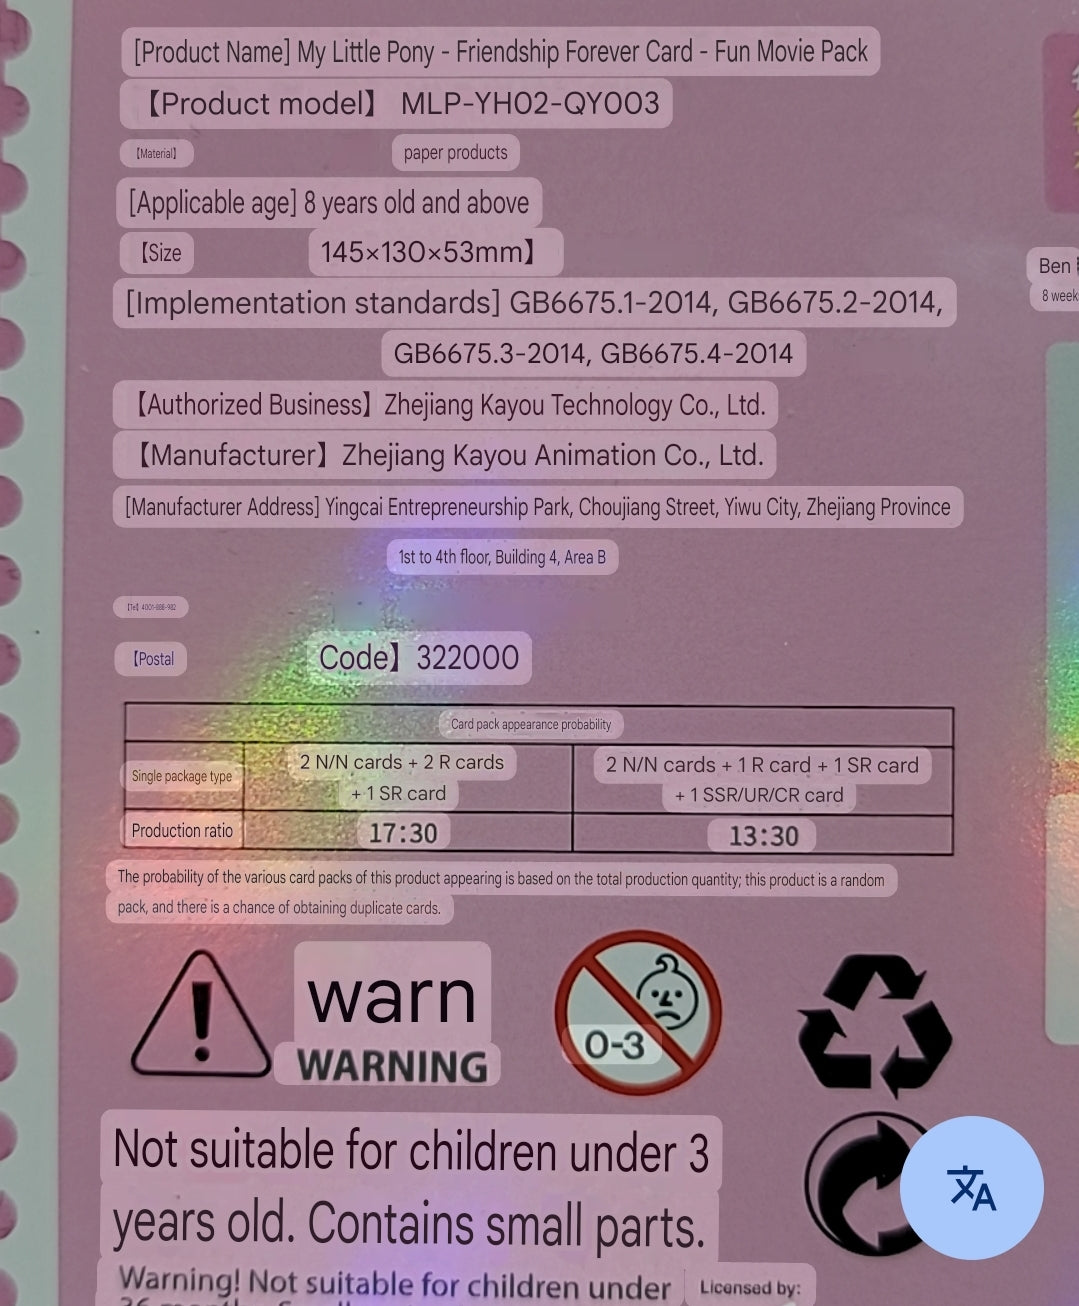 [Product Name] My Little Pony - Friendship Forever Card - Fun Movie Pack
【Product model】 MLP-YH02-QY003
【Material】 paper products
[Applicable age] 8 years old and above
【Size 145×130×53mm】
[Implementation standards] GB6675.1-2014, GB6675.2-2014,
GB6675.3-2014, GB6675.4-2014
【Authorized Business】Zhejiang Kayou Technology Co., Ltd.
【Manufacturer】Zhejiang Kayou Animation Co., Ltd.
[Manufacturer Address] Yingcai Entrepreneurship Park, Choujiang Street, Yiwu City, Zhejiang Province
1st to 4th floor, Building 4, Area B
【Tel】4001-888-982
【Postal Code】322000
Card pack appearance probability
Single package type
2 N/N cards + 2 R cards
+ 1 SR card
2 N/N cards + 1 R card + 1 SR card
+ 1 SSR/UR/CR card
Production ratio 17:30 13:30
The probability of the various card packs of this product appearing is based on the total production quantity; this product is a random
pack, and there is a chance of obtaining duplicate cards.
warn
WARNING
0-3
Not suitable for children under 3
years old. Contains small parts.
Warning! Not suitable for children under
Licensed by:
Ben
8 week